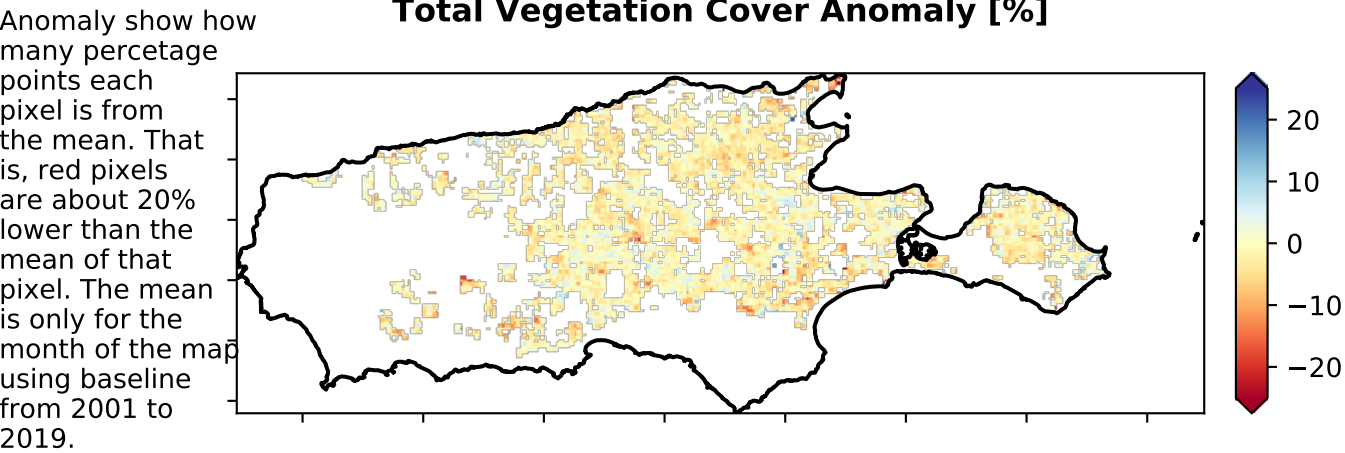 Total Vegetation Cover Anomaly [%]
Anomaly show how
many percetage
points each
pixel is from
the mean. That
is, red pixels
are about 20%
lower than the
mean of that
pixel. The mean
is only for the
month of the map
using baseline
from 2001 to
2019.
20
10
0
−10
−20